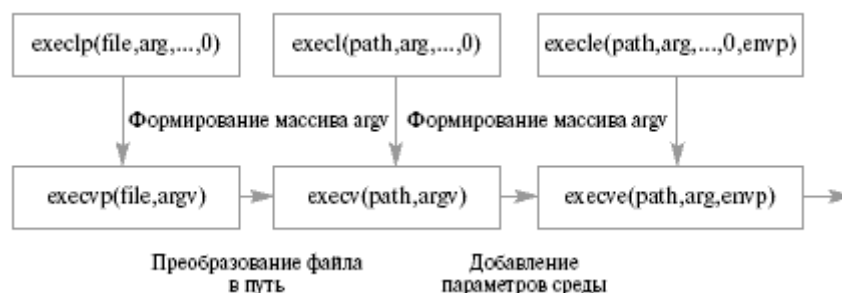 execlp(file,arg,...,0)
execl(path,arg,...,0)
execle(path,arg,...,0,envp)
Формирование массива argv
Формирование массива argv
execvp(file,argv)
execv(path,argv)
execve(path,arg,envp)
Преобразование файла
в путь
Добавление
параметров среды